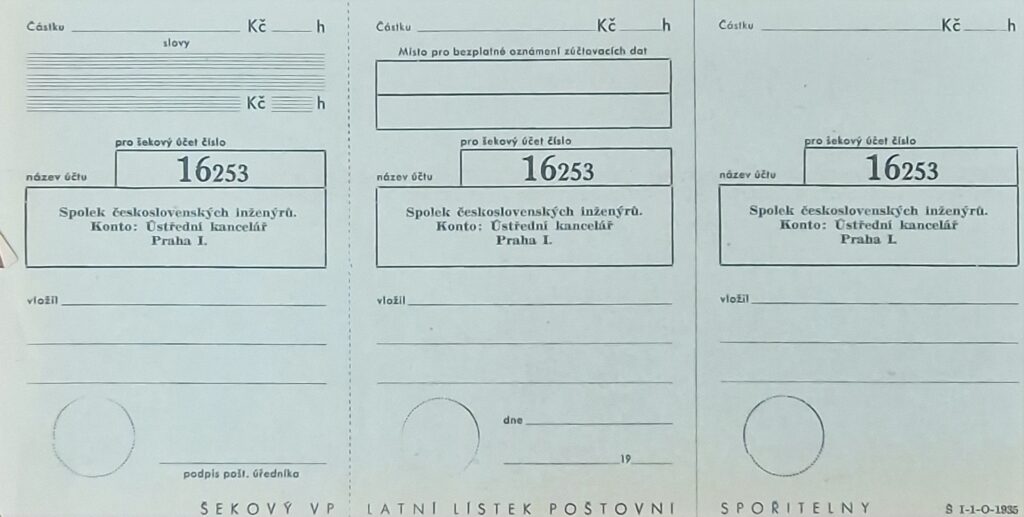 Částku Kč h
slovy
Kč h
pro šekový účet číslo
název účtu 16253
Spolek československých inženýrů.
Konto: Ústřední kancelář
Praha I.
vložil
podpis pošt. úředníka
Částku Kč h
Místo pro bezplatné oznámení zúčtovacích dat
pro šekový účet číslo
název účtu 16253
Spolek československých inženýrů.
Konto: Ústřední kancelář
Praha I.
vložil
dne
19
Částku Kč h
pro šekový účet číslo
název účtu 16253
Spolek československých inženýrů.
Konto: Ústřední kancelář
Praha I.
vložil
ŠEKOVÝ VPLATNÍ LÍSTEK POŠTOVNÍ SPOŘITELNY
Š I-1-O-1935